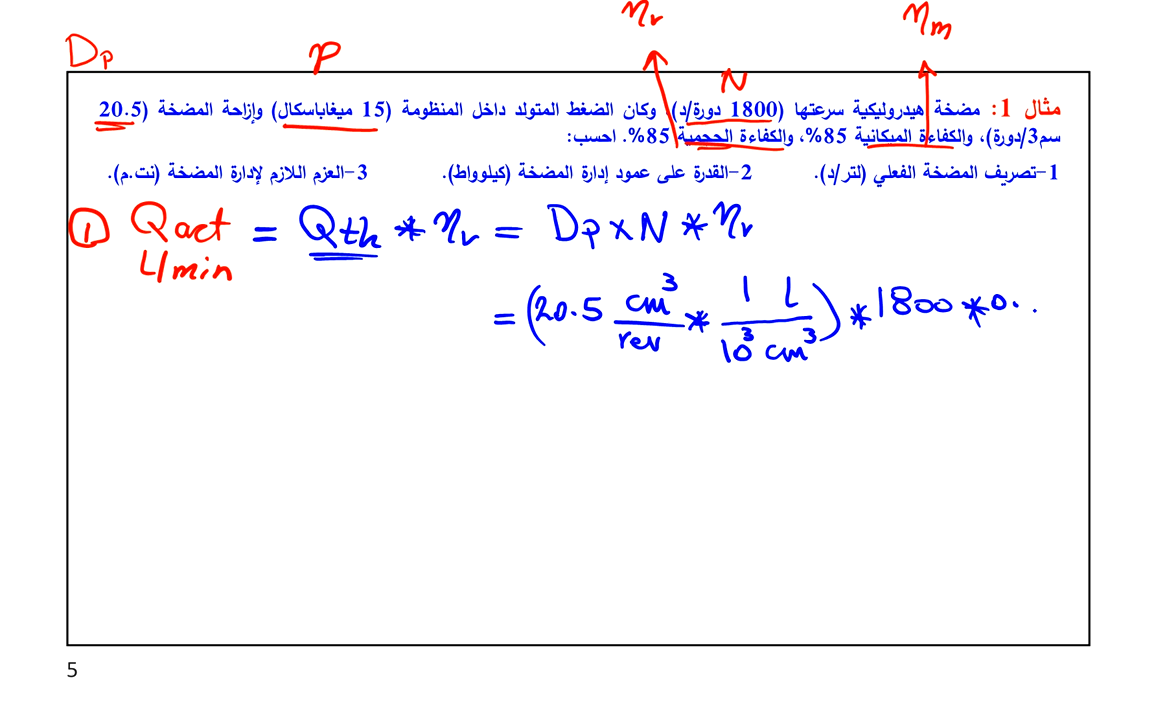 ηv ηm
Dp P N
مثال 1: مضخة هيدروليكية سرعتها (1800 دورة/د)، وكان الضغط المتولد داخل المنظومة (15 ميغاباسكال) وإزاحة المضخة (20.5
سم3/دورة)، والكفاءة الميكانية 85%، والكفاءة الحجمية 85%. احسب:
1-تصريف المضخة الفعلي (لتر/د). 2-القدرة على عمود إدارة المضخة (كيلوواط). 3-العزم اللازم لإدارة المضخة (نت.م).
① Qact = Qth * ηv = Dp x N * ηv
L/min
= (20.5 cm³/rev * 1 L/10³ cm³) * 1800 * 0.
5